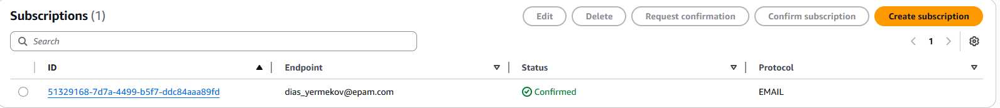 Subscriptions (1)
Edit
Delete
Request confirmation
Confirm subscription
Create subscription
Search
1
ID
Endpoint
Status
Protocol
51329168-7d7a-4499-b5f7-ddc84aaa89fd
dias_yermekov@epam.com
Confirmed
EMAIL